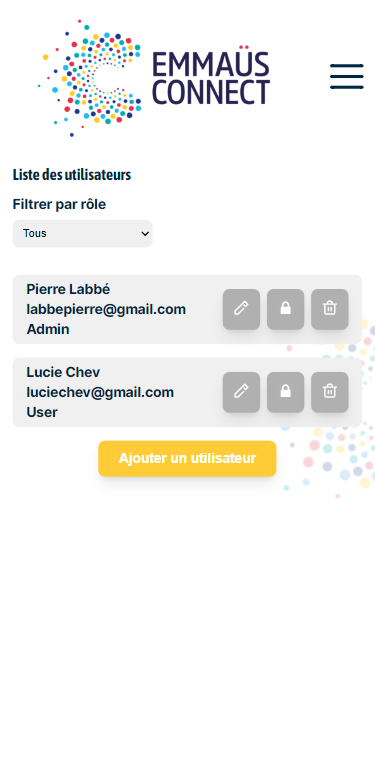 EMMAÜS
CONNECT
Liste des utilisateurs
Filtrer par rôle
Tous
Pierre Labbé
labbepierre@gmail.com
Admin
Lucie Chev
luciechev@gmail.com
User
Ajouter un utilisateur